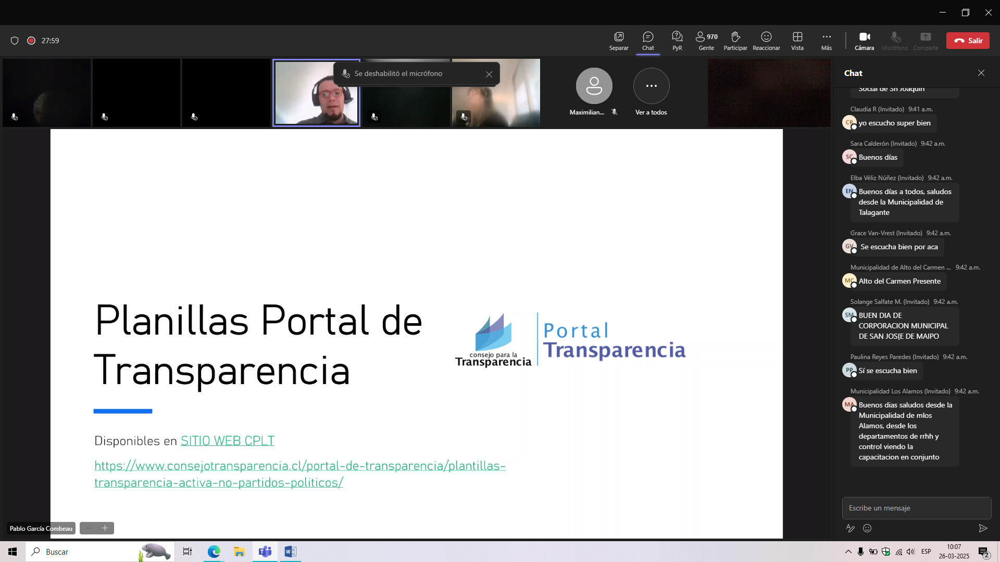 27:59
Separar
Chat
PyR
970
Gente
Participar
Reaccionar
Vista
Más
Cámara
Micrófono
Comparte
Salir
Se deshabilitó el micrófono
Maximilian...
Ver a todos
Planillas Portal de
Transparencia
consejo para la
Transparencia
Portal
Transparencia
Disponibles en SITIO WEB CPLT
https://www.consejotransparencia.cl/portal-de-transparencia/plantillas-
transparencia-activa-no-partidos-politicos/
Pablo García Combeau
Chat
Social de Sn Joaquin
Claudia R (Invitado) 9:41 a.m.
CR
yo escucho super bien
Sara Calderón (Invitado) 9:42 a.m.
SC
Buenos días
Elba Véliz Núñez (Invitado) 9:42 a.m.
EN
Buenos días a todos, saludos
desde la Municipalidad de
Talagante
Grace Van-Vrest (Invitado) 9:42 a.m.
GV
Se escucha bien por aca
Municipalidad de Alto del Carmen ... 9:42 a.m.
MC
Alto del Carmen Presente
Solange Salfate M. (Invitado) 9:42 a.m.
SM
BUEN DIA DE
CORPORACION MUNICIPAL
DE SAN JOS{E DE MAIPO
Paulina Reyes Paredes (Invitado) 9:42 a.m.
PP
Sí se escucha bien
Municipalidad Los Alamos (Invitado) 9:42 a.m.
MA
Buenos dias saludos desde la
Municipalidad de mlos
Alamos, desde los
departamentos de rrhh y
control viendo la
capacitacion en conjunto
Escribe un mensaje
Buscar
ESP
10:07
26-03-2025
2